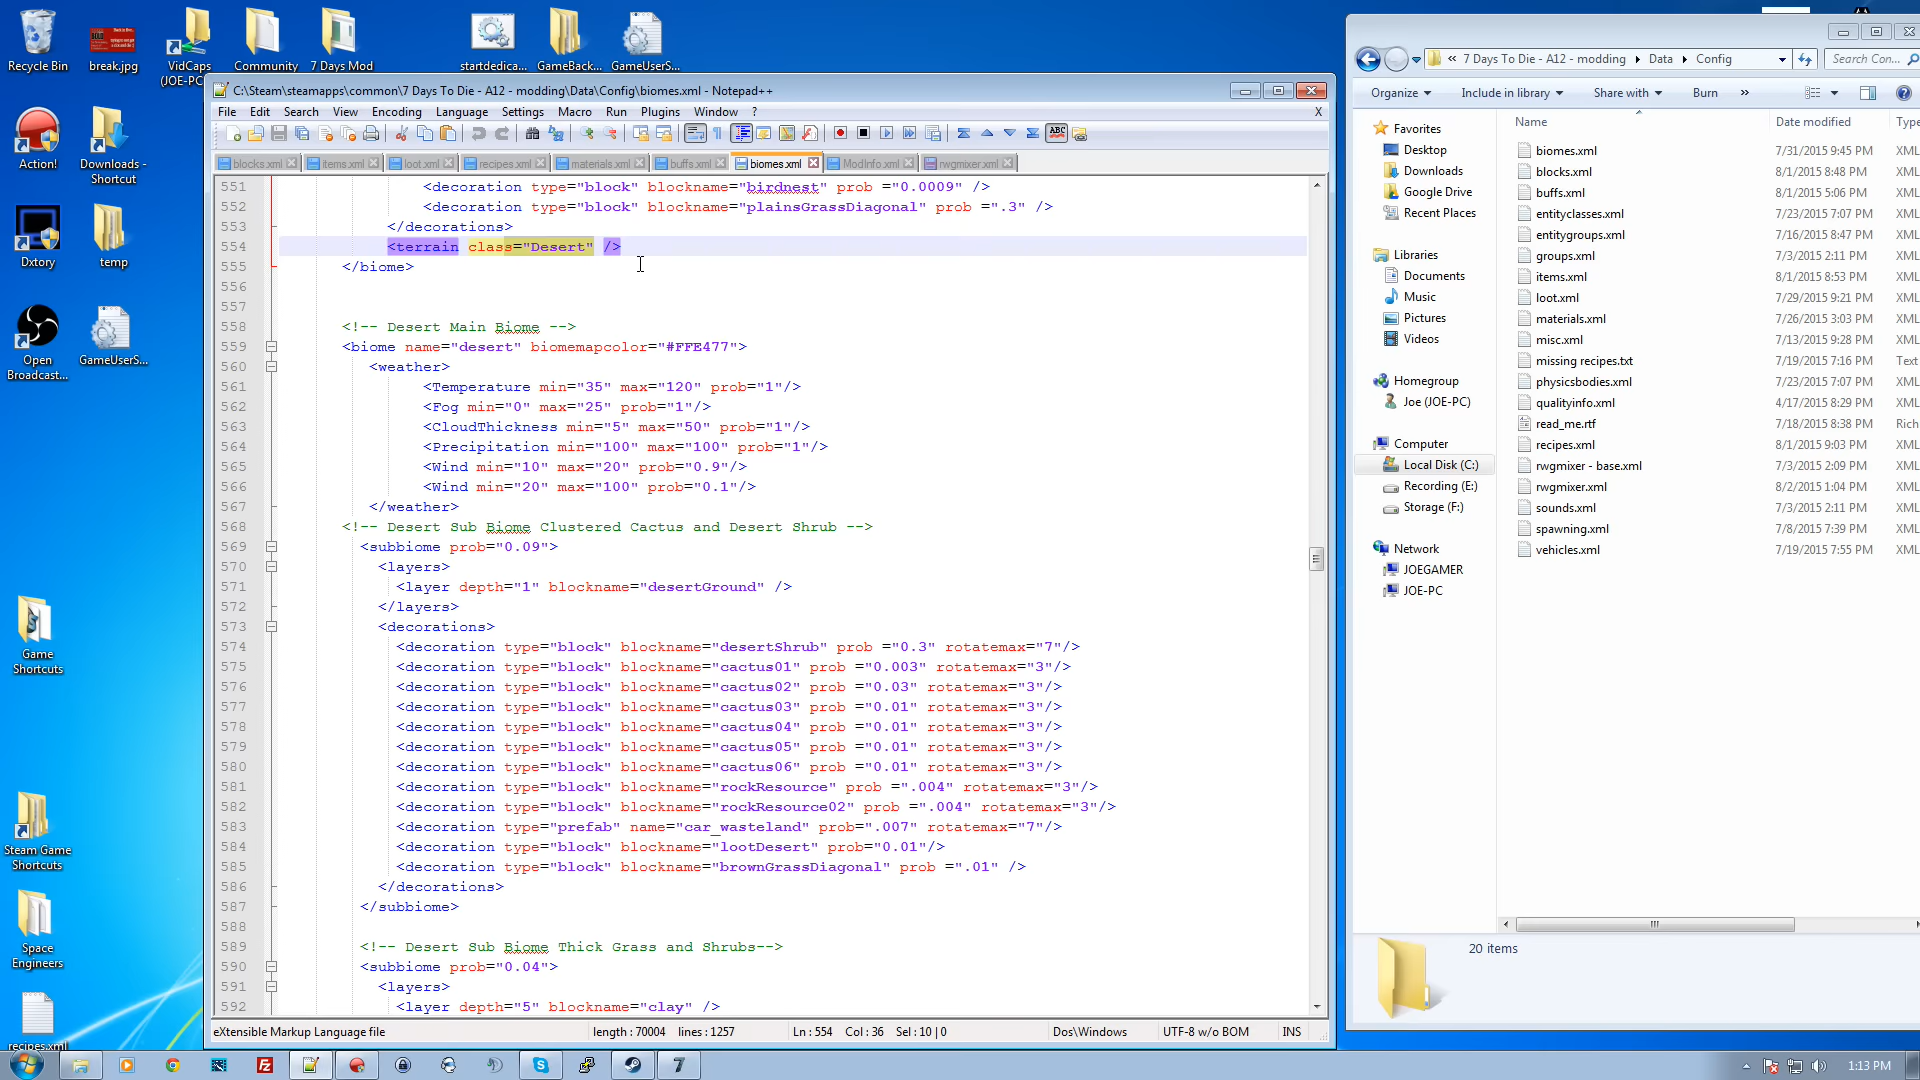 Recycle Bin
break.jpg
VidCaps
(JOE-PC
Community
7 Days Mod
startdedica...
GameBack...
GameUserS...
Action!
Downloads -
Shortcut
Dxtory
temp
Open
Broadcast...
GameUserS...
Game
Shortcuts
Steam Game
Shortcuts
Space
Engineers
recipes.xml
C:\Steam\steamapps\common\7 Days To Die - A12 - modding\Data\Config\biomes.xml - Notepad++
File Edit Search View Encoding Language Settings Macro Run Plugins Window ? X
blocks.xml items.xml loot.xml recipes.xml materials.xml buffs.xml biomes.xml ModInfo.xml rwgmixer.xml
551 <decoration type="block" blockname="birdnest" prob ="0.0009" />
552 <decoration type="block" blockname="plainsGrassDiagonal" prob =".3" />
553 </decorations>
554 <terrain class="Desert" />
555 </biome>
556
557
558 <!-- Desert Main Biome -->
559 <biome name="desert" biomemapcolor="#FFE477">
560 <weather>
561 <Temperature min="35" max="120" prob="1"/>
562 <Fog min="0" max="25" prob="1"/>
563 <CloudThickness min="5" max="50" prob="1"/>
564 <Precipitation min="100" max="100" prob="1"/>
565 <Wind min="10" max="20" prob="0.9"/>
566 <Wind min="20" max="100" prob="0.1"/>
567 </weather>
568 <!-- Desert Sub Biome Clustered Cactus and Desert Shrub -->
569 <subbiome prob="0.09">
570 <layers>
571 <layer depth="1" blockname="desertGround" />
572 </layers>
573 <decorations>
574 <decoration type="block" blockname="desertShrub" prob ="0.3" rotatemax="7"/>
575 <decoration type="block" blockname="cactus01" prob ="0.003" rotatemax="3"/>
576 <decoration type="block" blockname="cactus02" prob ="0.03" rotatemax="3"/>
577 <decoration type="block" blockname="cactus03" prob ="0.01" rotatemax="3"/>
578 <decoration type="block" blockname="cactus04" prob ="0.01" rotatemax="3"/>
579 <decoration type="block" blockname="cactus05" prob ="0.01" rotatemax="3"/>
580 <decoration type="block" blockname="cactus06" prob ="0.01" rotatemax="3"/>
581 <decoration type="block" blockname="rockResource" prob =".004" rotatemax="3"/>
582 <decoration type="block" blockname="rockResource02" prob =".004" rotatemax="3"/>
583 <decoration type="prefab" name="car_wasteland" prob=".007" rotatemax="7"/>
584 <decoration type="block" blockname="lootDesert" prob="0.01"/>
585 <decoration type="block" blockname="brownGrassDiagonal" prob =".01" />
586 </decorations>
587 </subbiome>
588
589 <!-- Desert Sub Biome Thick Grass and Shrubs-->
590 <subbiome prob="0.04">
591 <layers>
592 <layer depth="5" blockname="clay" />
eXtensible Markup Language file length : 70004 lines : 1257 Ln : 554 Col : 36 Sel : 10 | 0 Dos\Windows UTF-8 w/o BOM INS
« 7 Days To Die - A12 - modding Data Config Search Con...
Organize Include in library Share with Burn »
Favorites
Desktop
Downloads
Google Drive
Recent Places
Libraries
Documents
Music
Pictures
Videos
Homegroup
Joe (JOE-PC)
Computer
Local Disk (C:)
Recording (E:)
Storage (F:)
Network
JOEGAMER
JOE-PC
Name Date modified Type
biomes.xml 7/31/2015 9:45 PM XML
blocks.xml 8/1/2015 8:48 PM XML
buffs.xml 8/1/2015 5:06 PM XML
entityclasses.xml 7/23/2015 7:07 PM XML
entitygroups.xml 7/16/2015 8:47 PM XML
groups.xml 7/3/2015 2:11 PM XML
items.xml 8/1/2015 8:53 PM XML
loot.xml 7/29/2015 9:21 PM XML
materials.xml 7/26/2015 3:03 PM XML
misc.xml 7/13/2015 9:28 PM XML
missing recipes.txt 7/19/2015 7:16 PM Text
physicsbodies.xml 7/23/2015 7:07 PM XML
qualityinfo.xml 4/17/2015 8:29 PM XML
read_me.rtf 7/18/2015 8:38 PM Rich
recipes.xml 8/1/2015 9:03 PM XML
rwgmixer - base.xml 7/3/2015 2:09 PM XML
rwgmixer.xml 8/2/2015 1:04 PM XML
sounds.xml 7/3/2015 2:11 PM XML
spawning.xml 7/8/2015 7:39 PM XML
vehicles.xml 7/19/2015 7:55 PM XML
20 items
1:13 PM